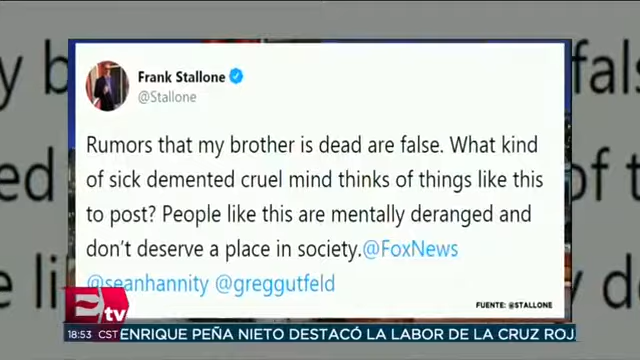 Frank Stallone
@Stallone
Rumors that my brother is dead are false. What kind
of sick demented cruel mind thinks of things like this
to post? People like this are mentally deranged and
don't deserve a place in society.@FoxNews
@seanhannity @greggutfeld
FUENTE: @STALLONE
tv
18:53 CST ENRIQUE PEÑA NIETO DESTACÓ LA LABOR DE LA CRUZ ROJ